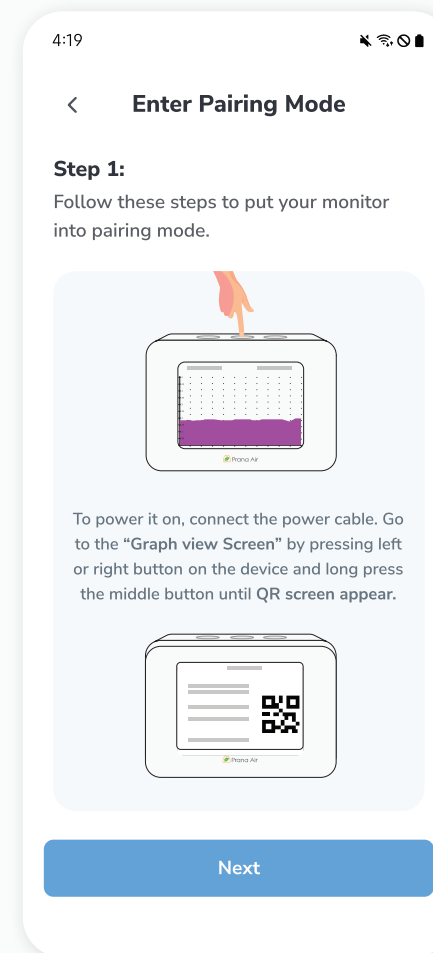 4:19
Enter Pairing Mode
Step 1:
Follow these steps to put your monitor
into pairing mode.
Prana Air
To power it on, connect the power cable. Go
to the “Graph view Screen” by pressing left
or right button on the device and long press
the middle button until QR screen appear.
Prana Air
Next